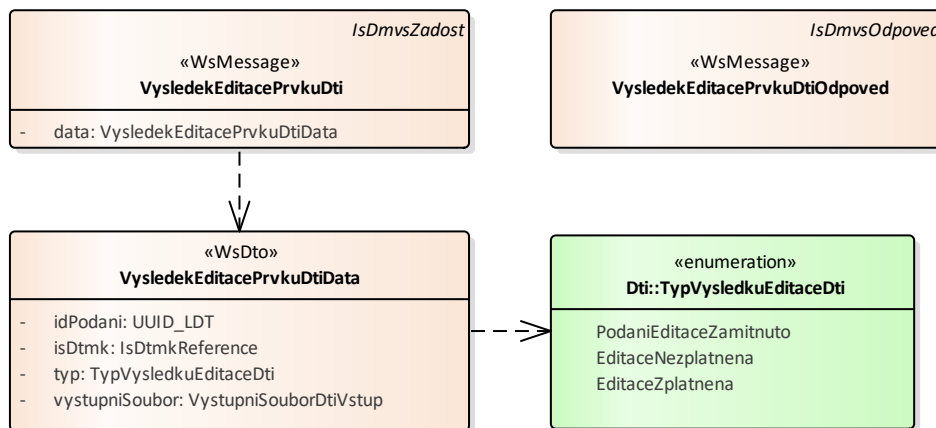 IsDmvsZadost
«WsMessage»
VysledekEditacePrvkuDti
- data: VysledekEditacePrvkuDtiData
IsDmvsOdpoved
«WsMessage»
VysledekEditacePrvkuDtiOdpoved
«WsDto»
VysledekEditacePrvkuDtiData
- idPodani: UUID_LDT
- isDtmk: IsDtmkReference
- typ: TypVysledkuEditaceDti
- vystupniSoubor: VystupniSouborDtiVstup
«enumeration»
Dti::TypVysledkuEditaceDti
PodaniEditaceZamitnuto
EditaceNezplatnena
EditaceZplatnena